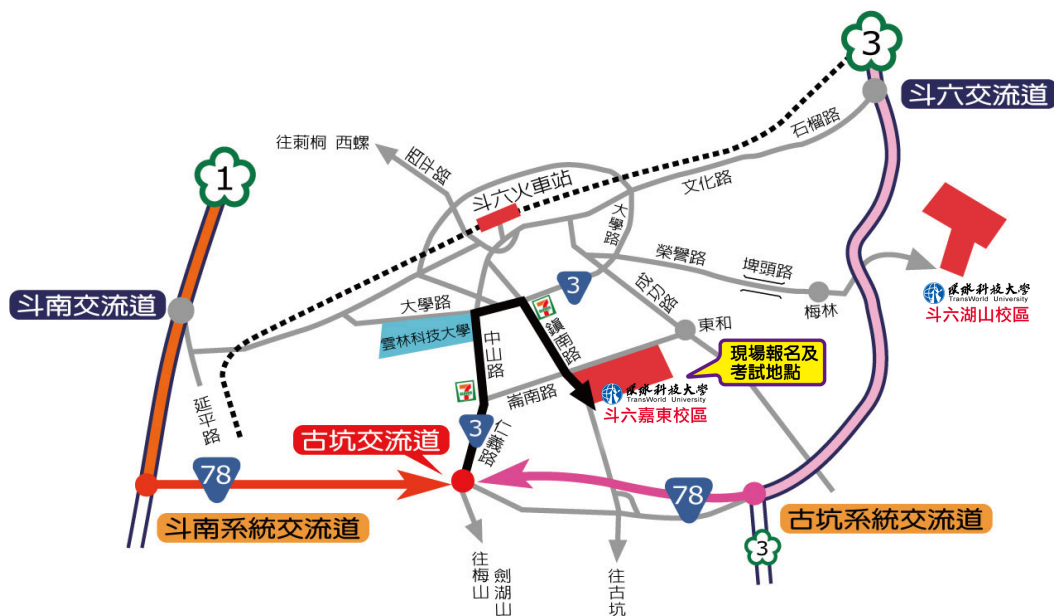 3
斗六交流道
石榴路
往莿桐 西螺
西平路
斗六火車站
文化路
1
大學路
榮譽路
埤頭路
3
成功路
環球科技大學
TransWorld University
斗六湖山校區
梅林
斗南交流道
大學路
7
ELEVEN
雲林科技大學
中山路
鎮南路
東和
現場報名及
考試地點
7
ELEVEN
崙南路
環球科技大學
TransWorld University
斗六嘉東校區
延平路
3
仁義路
古坑交流道
78
78
斗南系統交流道
古坑系統交流道
3
往梅山
劍湖山
往古坑